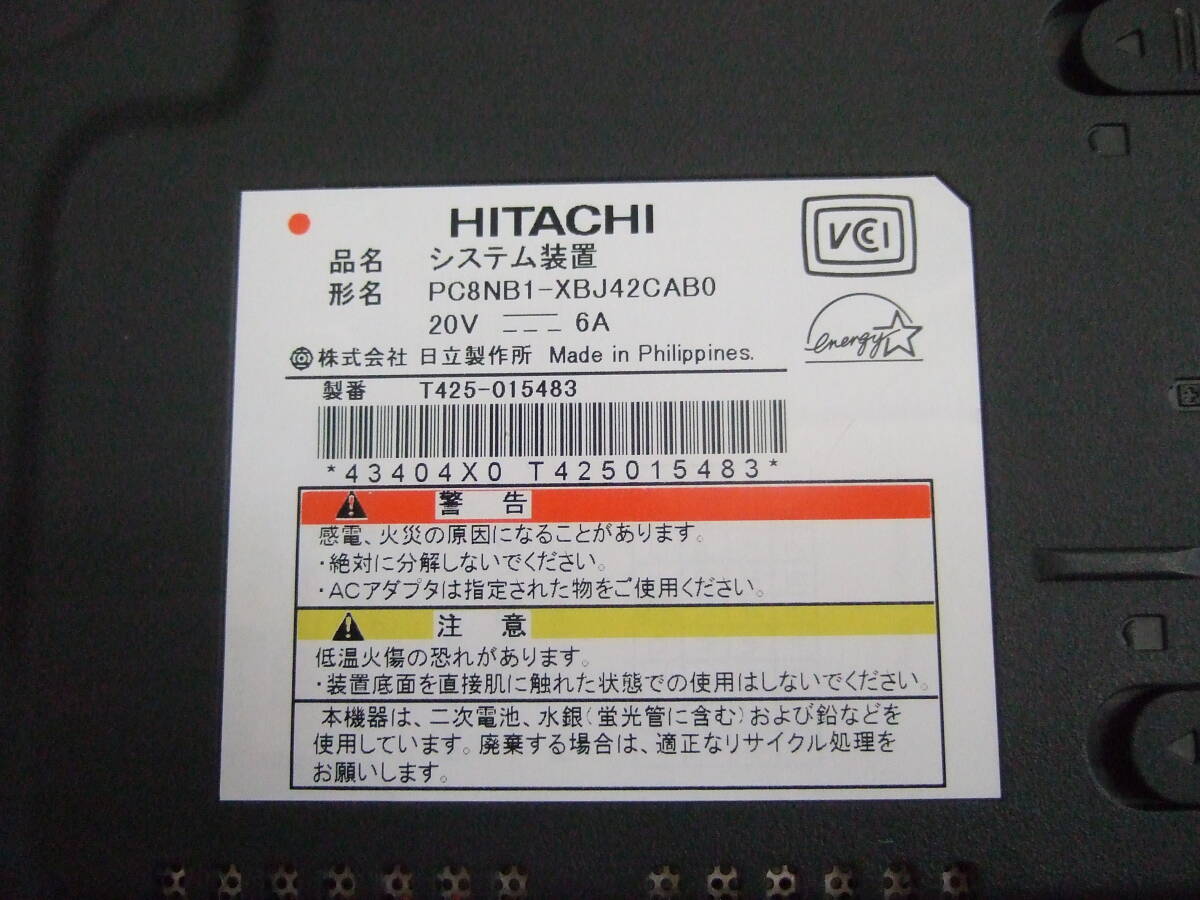 HITACHI
VCCI
品名 システム装置
形名 PC8NB1-XBJ42CAB0
20V 6A
energy
株式会社 日立製作所 Made in Philippines.
製番 T425-015483
*43404X0 T425015483*
警 告
感電、火災の原因になることがあります。
・絶対に分解しないでください。
・ACアダプタは指定された物をご使用ください。
注 意
低温火傷の恐れがあります。
・装置底面を直接肌に触れた状態での使用はしないでください。
本機器は、二次電池、水銀(蛍光管に含む)および鉛などを
使用しています。廃棄する場合は、適正なリサイクル処理を
お願いします。